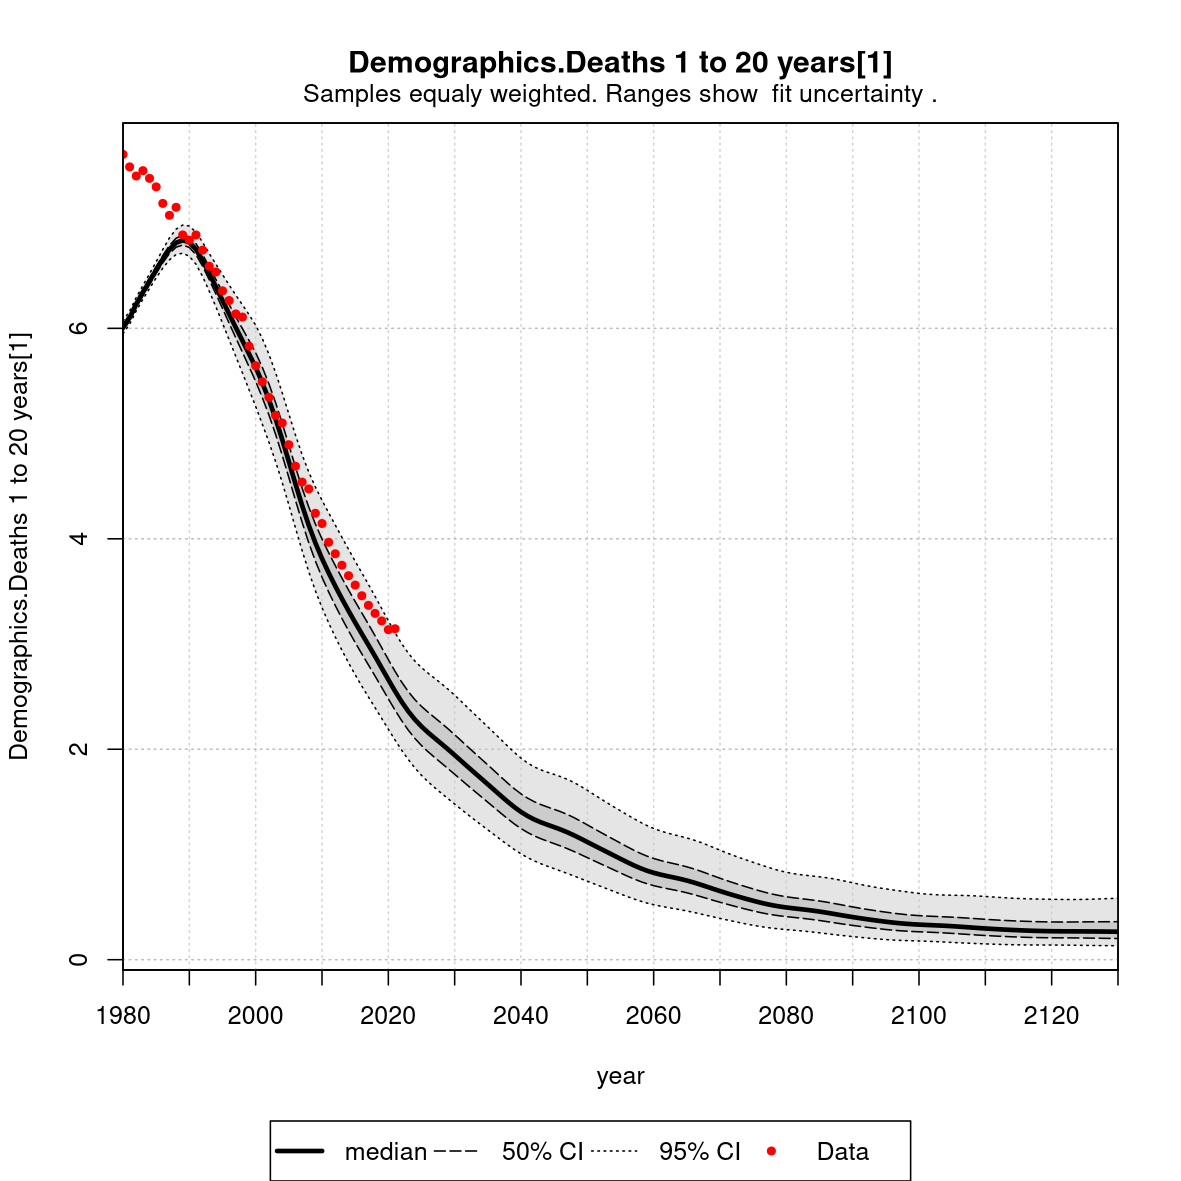 Demographics.Deaths 1 to 20 years[1]
Samples equaly weighted. Ranges show  fit uncertainty .
Demographics.Deaths 1 to 20 years[1]
6
4
2
0
1980 2000 2020 2040 2060 2080 2100 2120
year
median 50% CI 95% CI Data